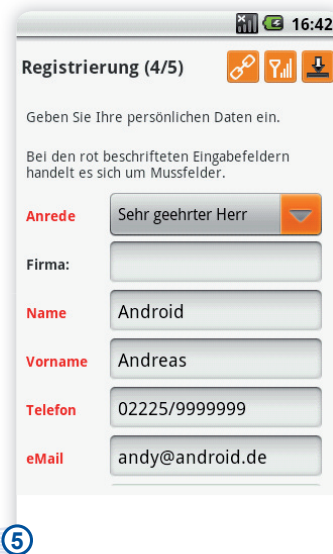 16:42
Registrierung (4/5)
Geben Sie Ihre persönlichen Daten ein.
Bei den rot beschrifteten Eingabefeldern
handelt es sich um Mussfelder.
Anrede Sehr geehrter Herr
Firma:
Name Android
Vorname Andreas
Telefon 02225/9999999
eMail andy@android.de
5